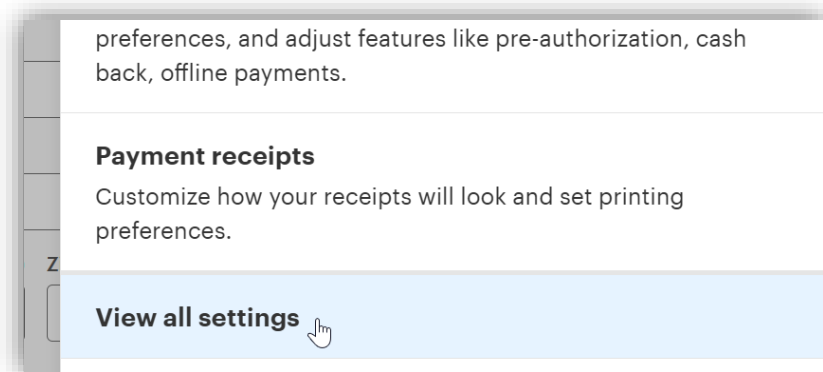 preferences, and adjust features like pre-authorization, cash
back, offline payments.
Payment receipts
Customize how your receipts will look and set printing
preferences.
Z
View all settings